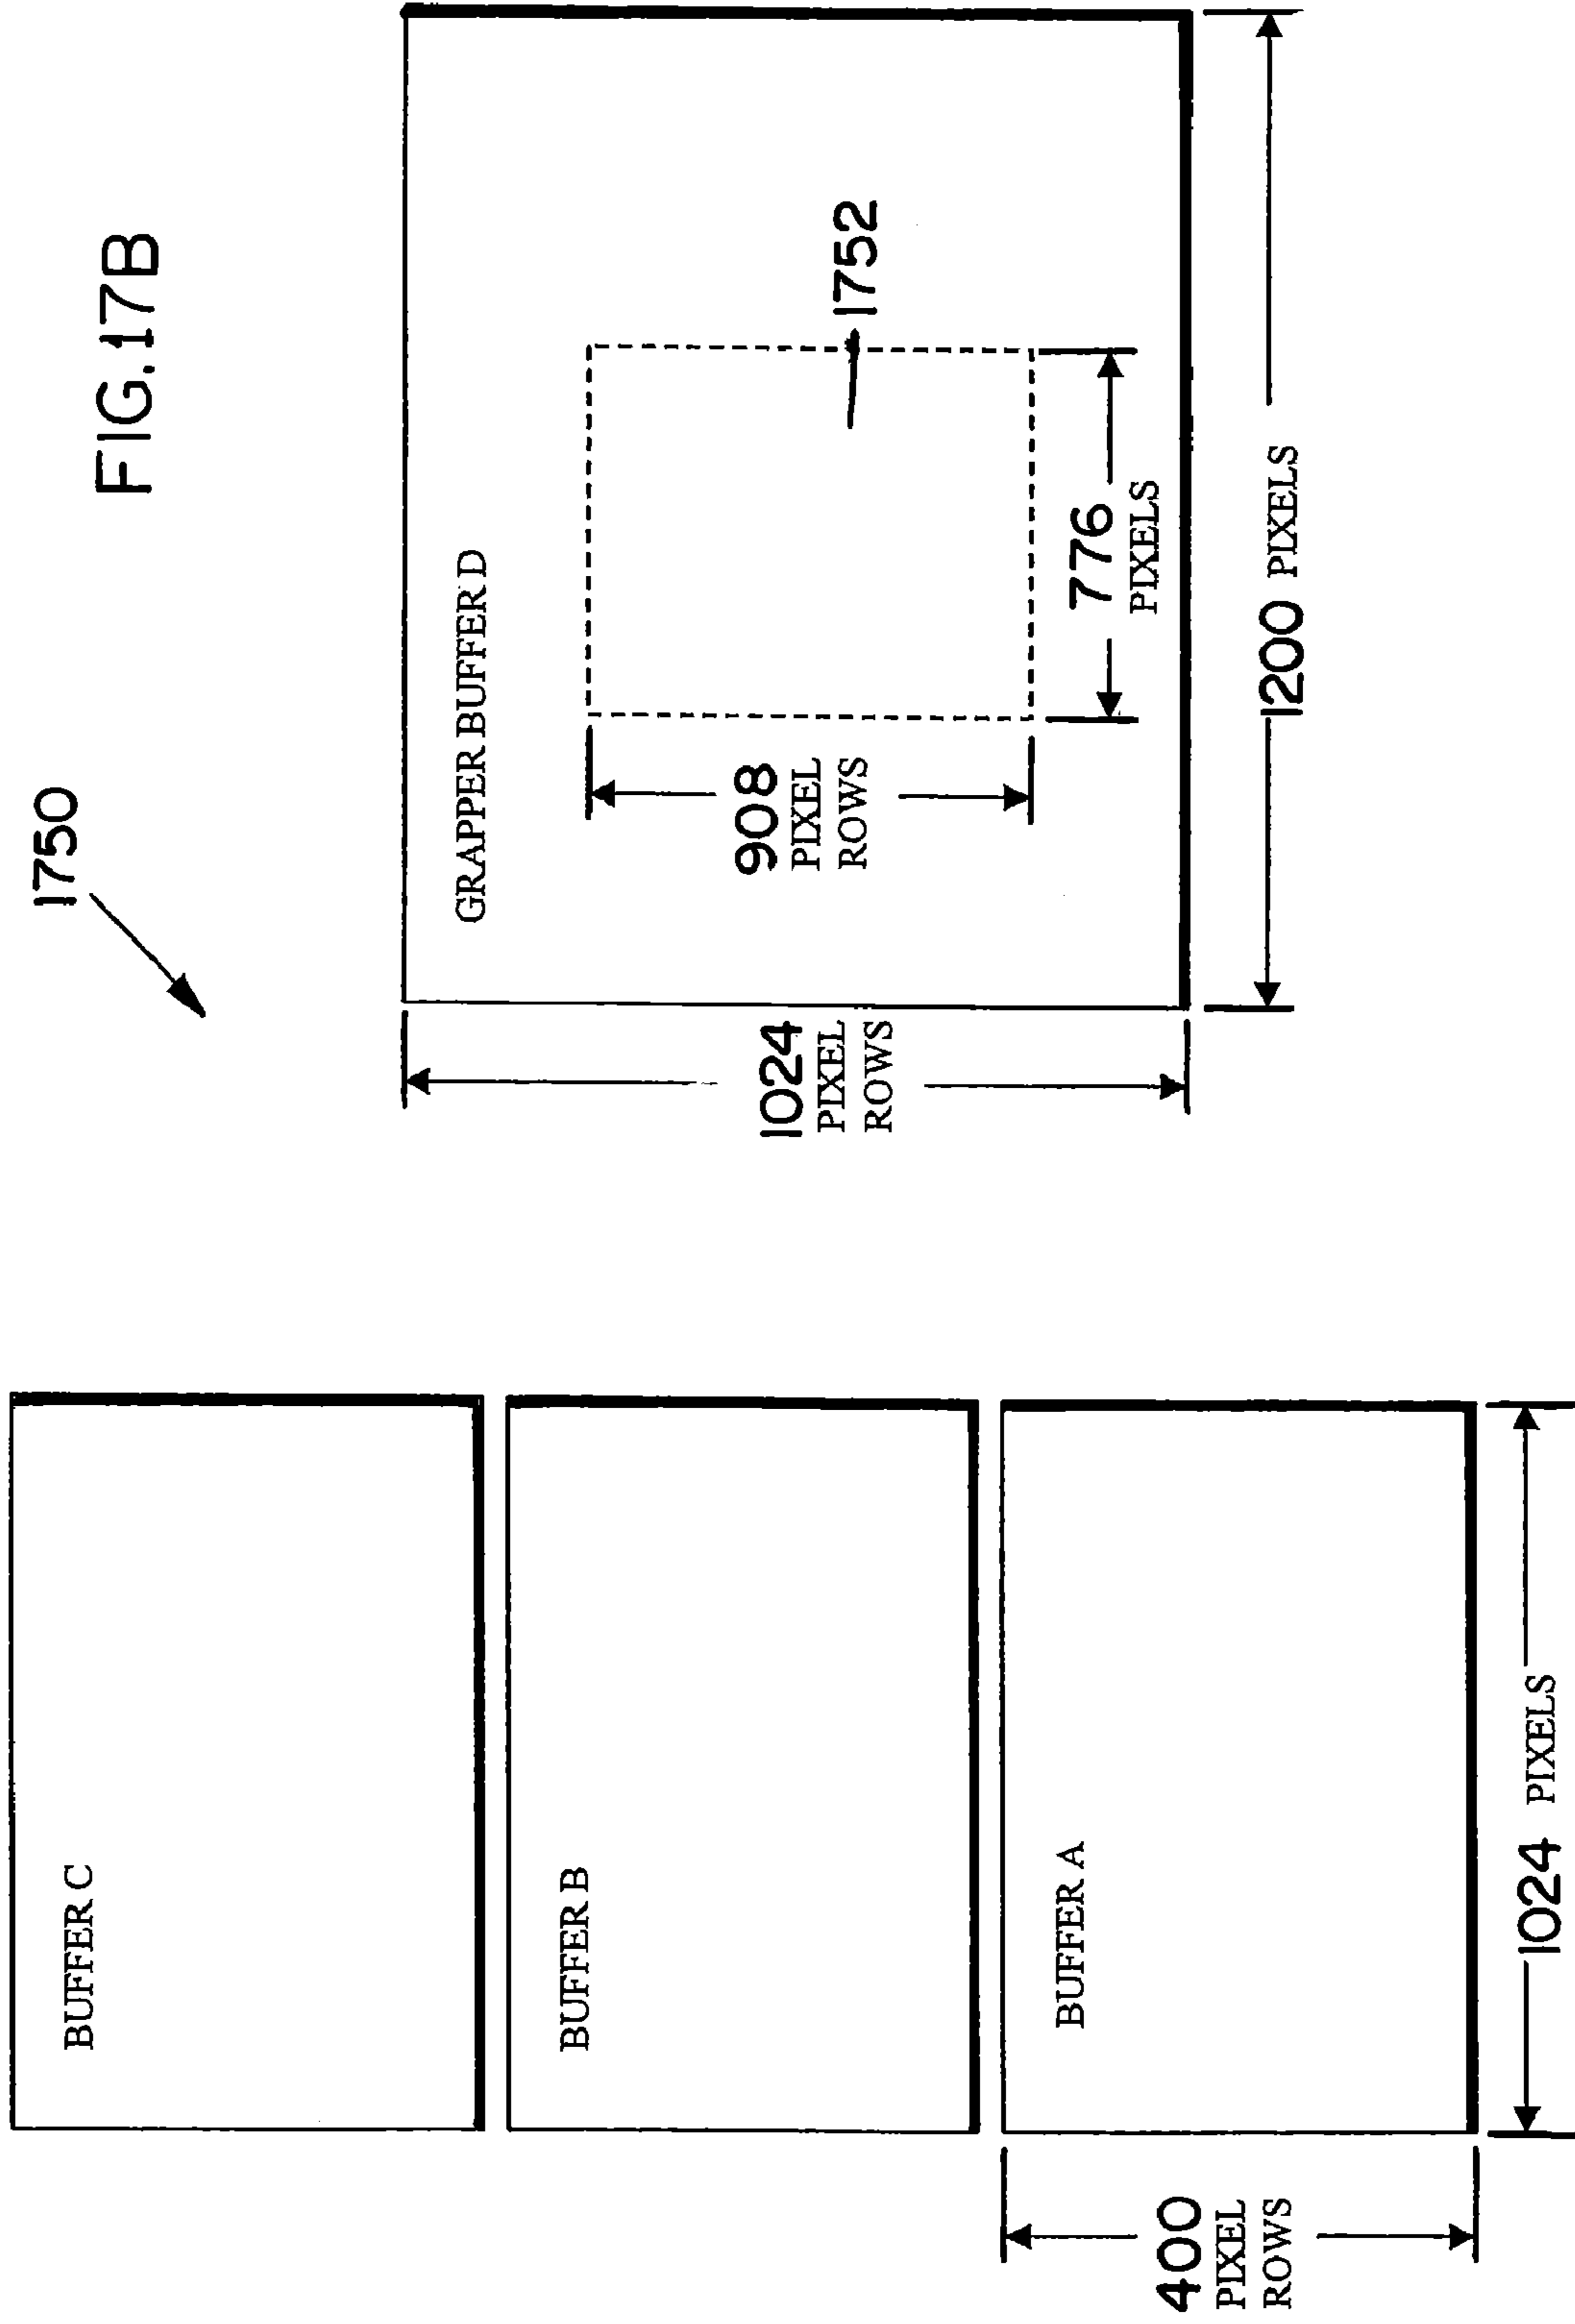 FIG.17B
1750
BUFFER C
BUFFER B
BUFFER A
400
PIXEL
ROWS
1024 PIXELS
GRAPPER BUFFER D
1024
PIXEL
ROWS
908
PIXEL
ROWS
776
PIXELS
1752
1200 PIXELS